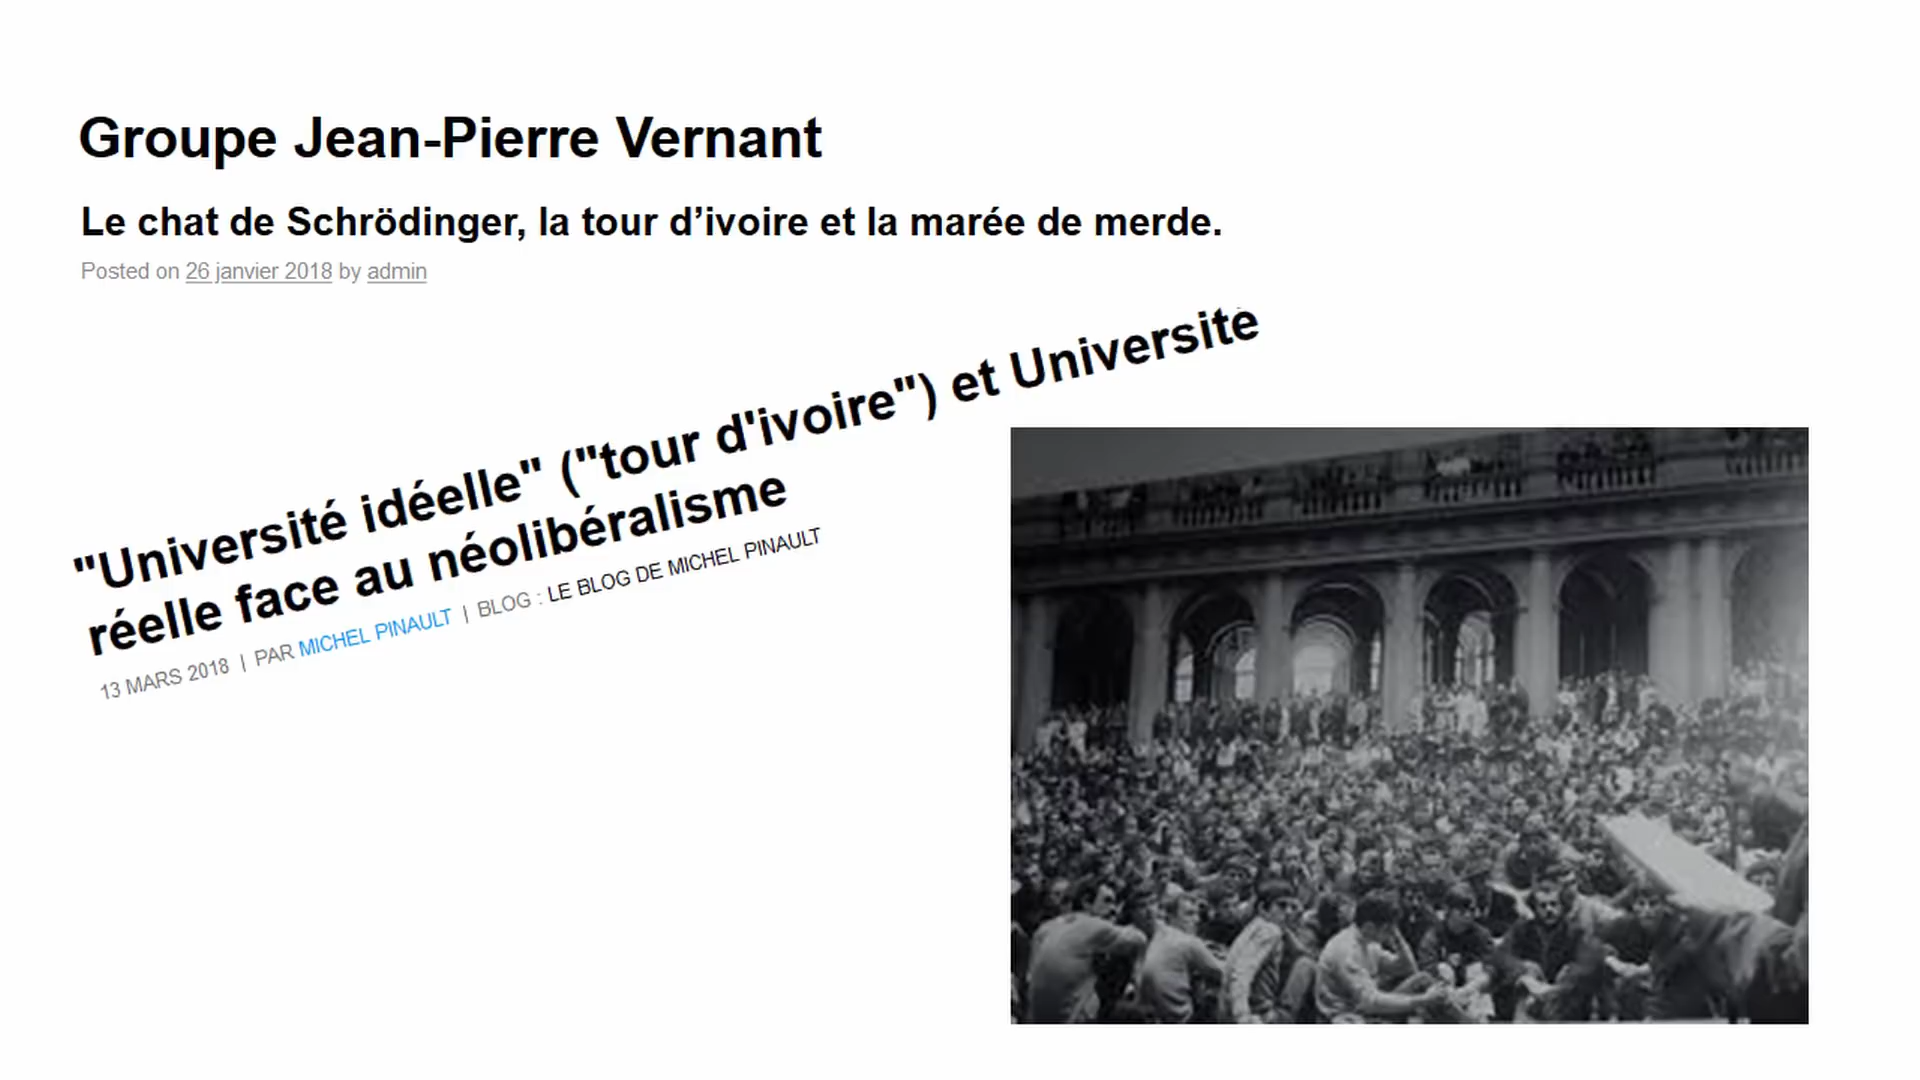 Groupe Jean-Pierre Vernant
Le chat de Schrödinger, la tour d’ivoire et la marée de merde.
Posted on 26 janvier 2018 by admin
"Université idéelle" ("tour d'ivoire") et Université
réelle face au néolibéralisme
13 MARS 2018 | PAR MICHEL PINAULT | BLOG : LE BLOG DE MICHEL PINAULT